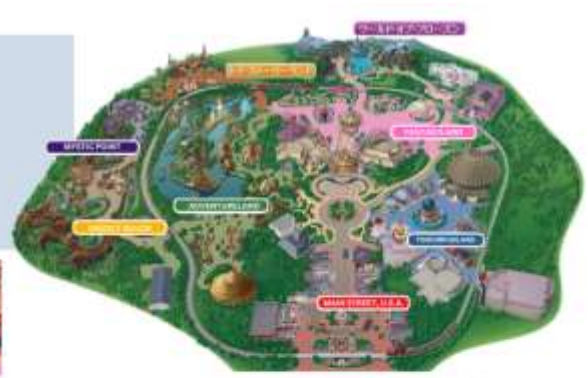 ワールド・オブ・フローズン
FANTASYLAND
MYSTIC POINT
ADVENTURELAND
GRIZZLY GULCH
TOMORROWLAND
MAIN STREET, U.S.A.